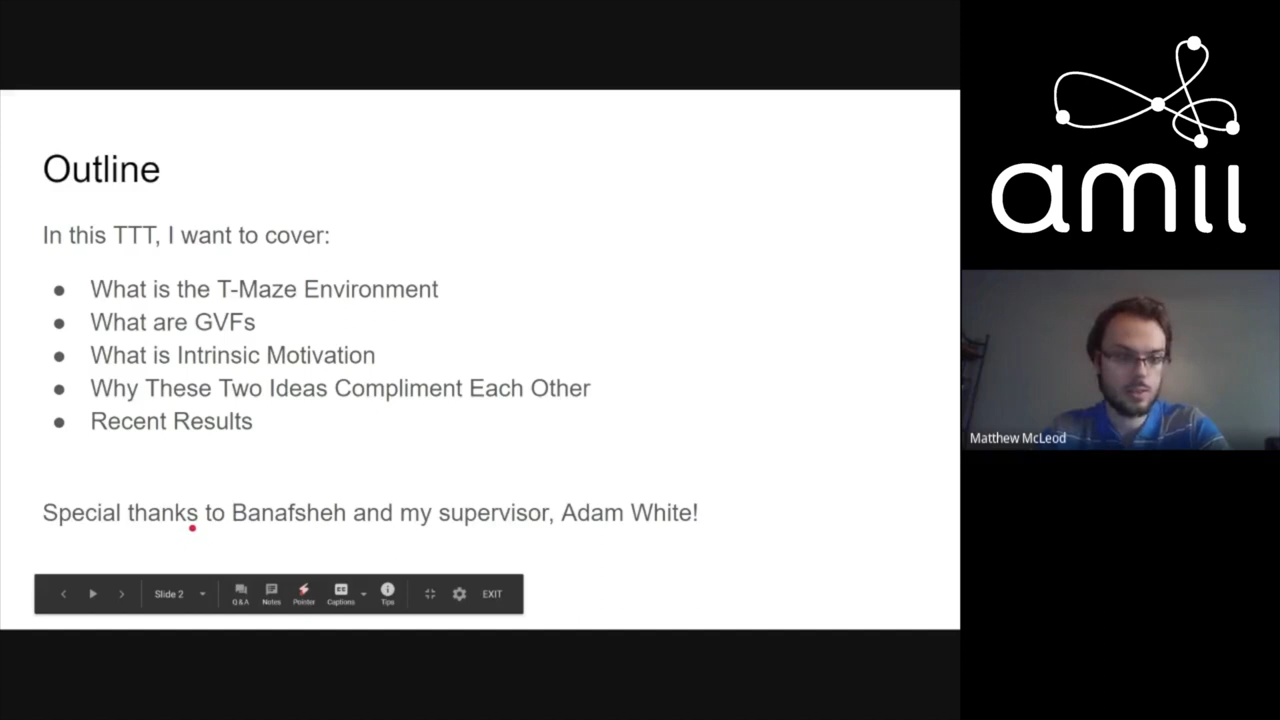 Outline
In this TTT, I want to cover:
● What is the T-Maze Environment
● What are GVFs
● What is Intrinsic Motivation
● Why These Two Ideas Compliment Each Other
● Recent Results
Special thanks to Banafsheh and my supervisor, Adam White!
Slide 2
Q&A Notes Pointer Captions Tips EXIT
amii
Matthew McLeod